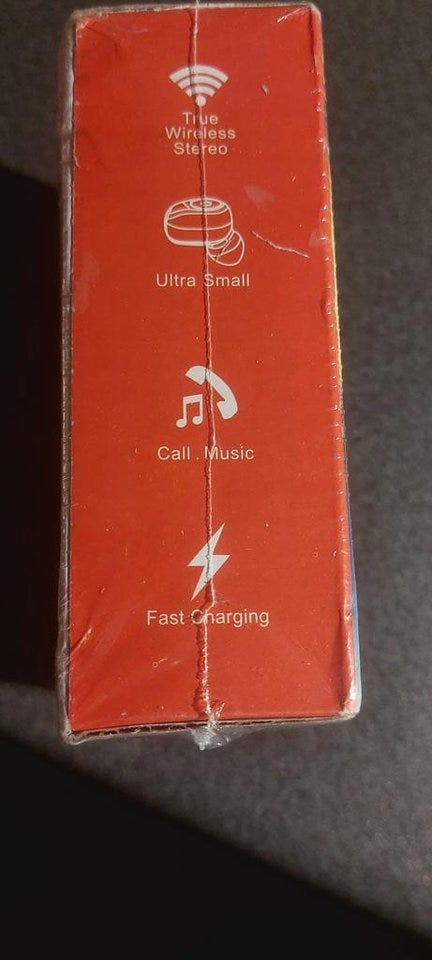 True
Wireless
Stereo
Ultra Small
Call . Music
Fast Charging